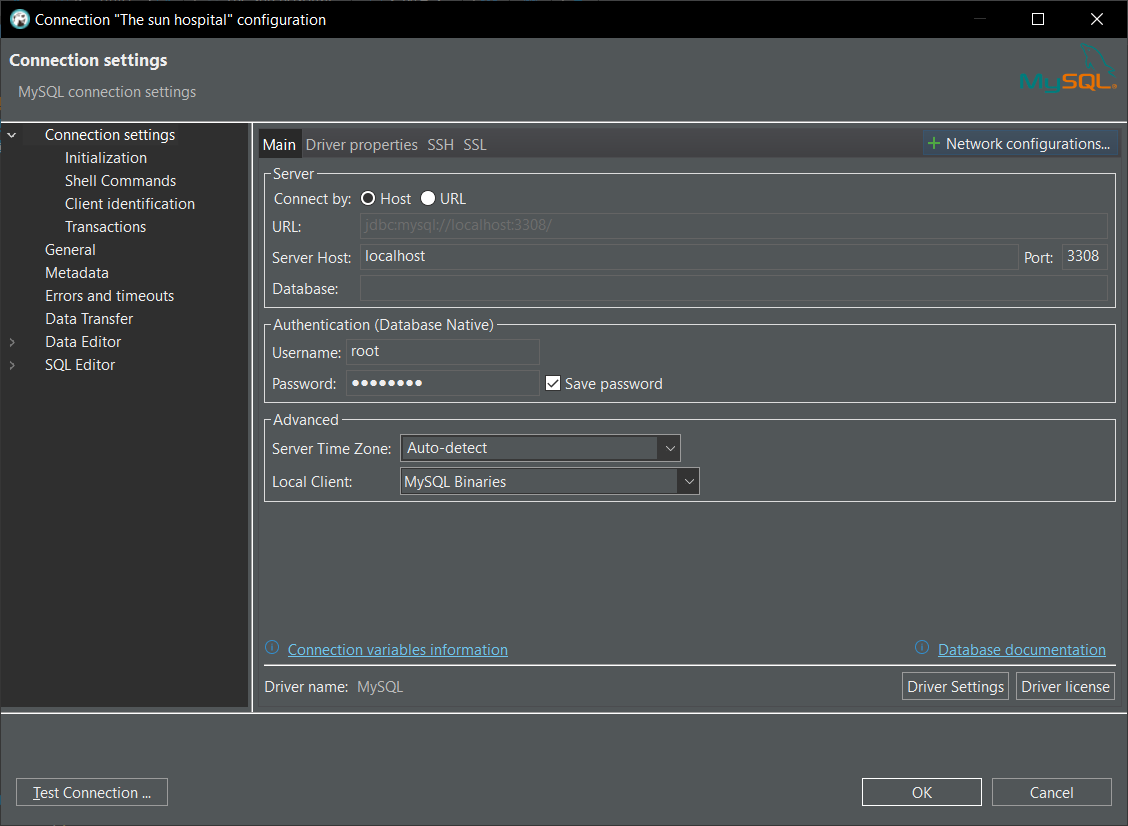 Connection "The sun hospital" configuration
Connection settings
MySQL connection settings
MySQL
Connection settings
Initialization
Shell Commands
Client identification
Transactions
General
Metadata
Errors and timeouts
Data Transfer
Data Editor
SQL Editor
Main Driver properties SSH SSL Network configurations...
Server
Connect by: Host URL
URL: jdbc:mysql://localhost:3308/
Server Host: localhost Port: 3308
Database:
Authentication (Database Native)
Username: root
Password: ●●●●●●●● Save password
Advanced
Server Time Zone: Auto-detect
Local Client: MySQL Binaries
Connection variables information Database documentation
Driver name: MySQL Driver Settings Driver license
Test Connection ... OK Cancel